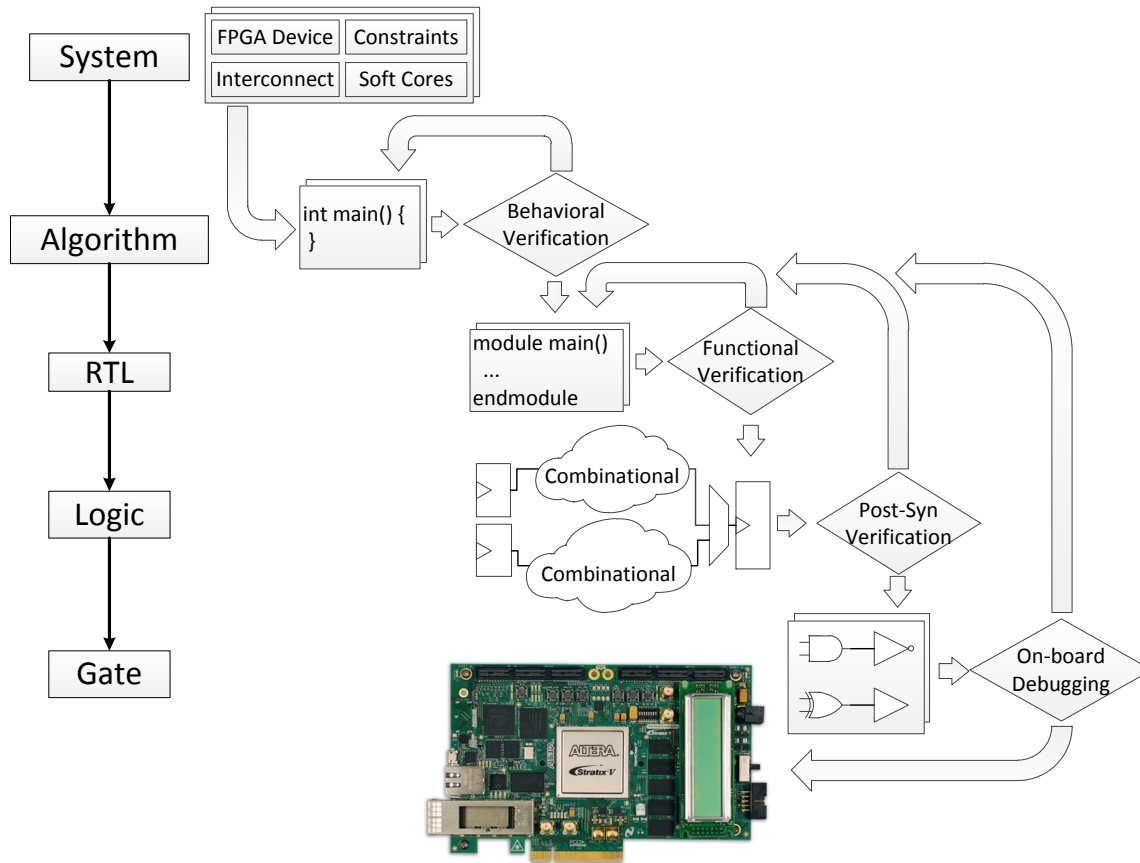 System
FPGA Device
Constraints
Interconnect
Soft Cores
Algorithm
int main() {
}
Behavioral
Verification
RTL
module main()
...
endmodule
Functional
Verification
Logic
Combinational
Combinational
Post-Syn
Verification
Gate
On-board
Debugging
ALTERA
Stratix V